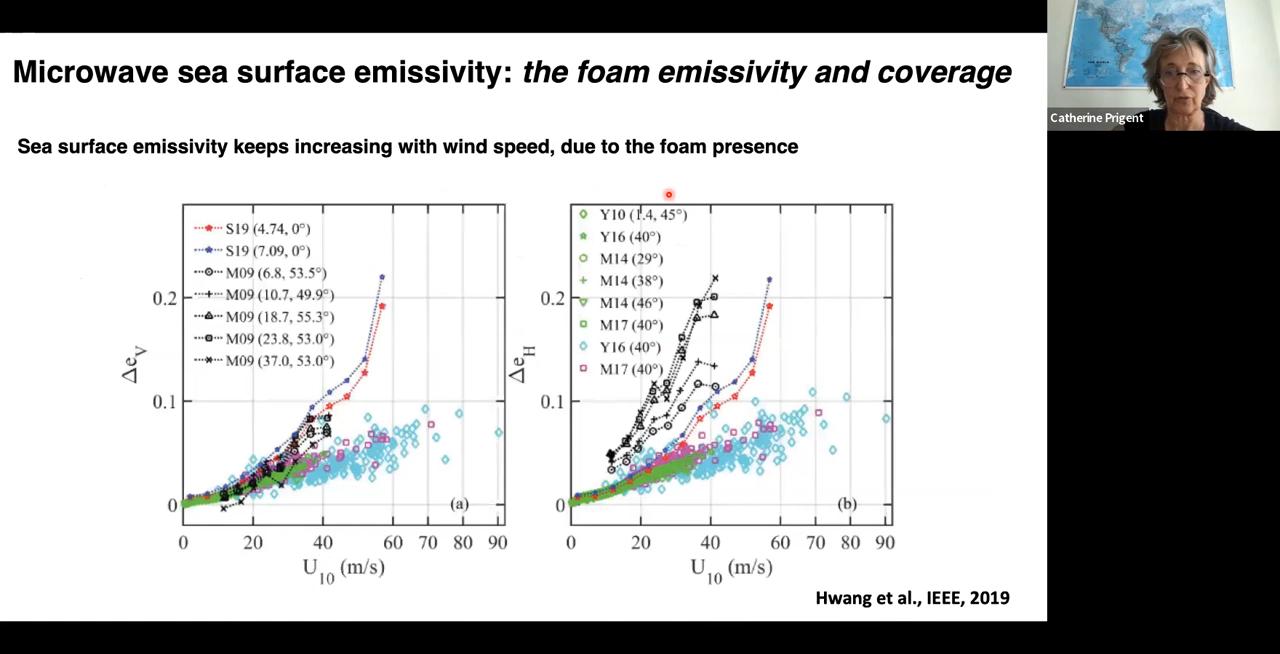 Microwave sea surface emissivity: the foam emissivity and coverage
Catherine Prigent
Sea surface emissivity keeps increasing with wind speed, due to the foam presence
S19 (4.74, 0°)
S19 (7.09, 0°)
M09 (6.8, 53.5°)
M09 (10.7, 49.9°)
M09 (18.7, 55.3°)
M09 (23.8, 53.0°)
M09 (37.0, 53.0°)
0.2
0.1
0
ΔeV
(a)
0 20 40 60 70 80 90
U10 (m/s)
Y10 (1.4, 45°)
Y16 (40°)
M14 (29°)
M14 (38°)
M14 (46°)
M17 (40°)
Y16 (40°)
M17 (40°)
0.2
0.1
0
ΔeH
(b)
0 20 40 60 70 80 90
U10 (m/s)
Hwang et al., IEEE, 2019